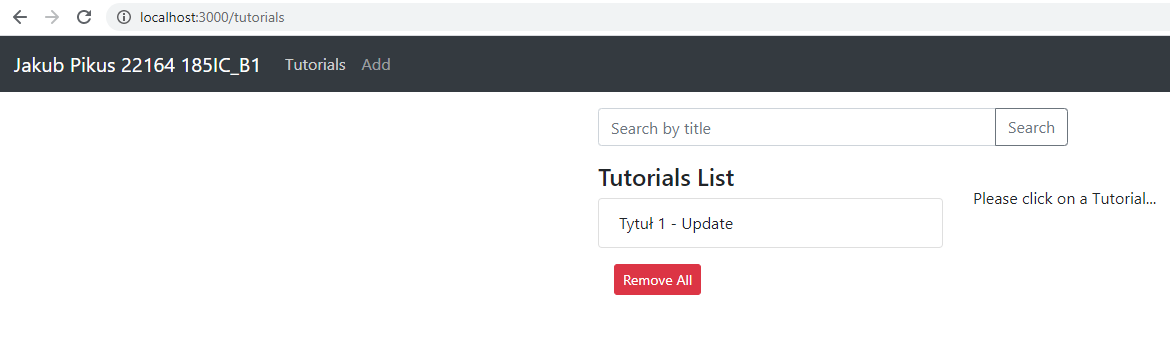 localhost:3000/tutorials
Jakub Pikus 22164 185IC_B1 Tutorials Add
Search by title Search
Tutorials List
Please click on a Tutorial...
Tytuł 1 - Update
Remove All